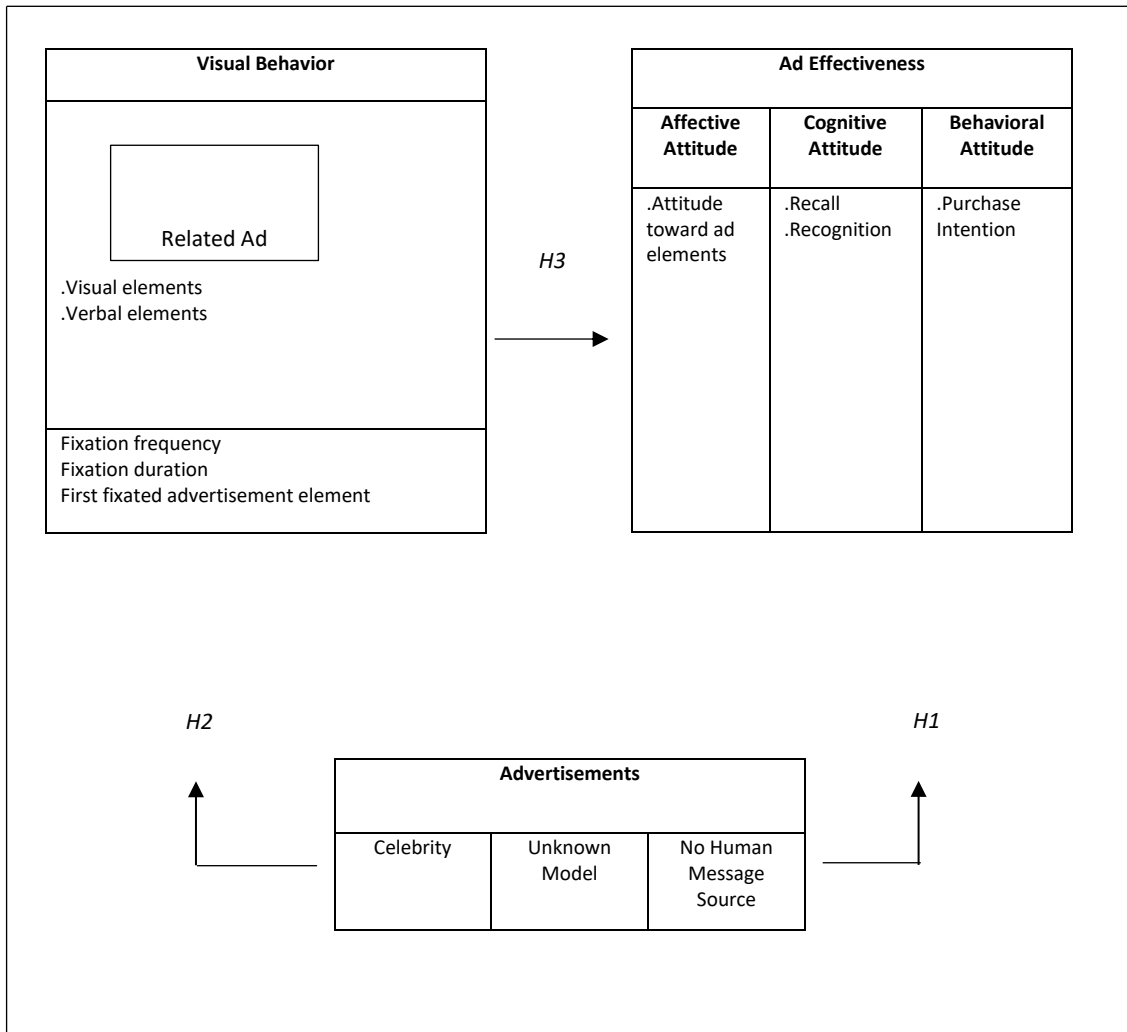 Visual Behavior
Related Ad
.Visual elements
.Verbal elements
Fixation frequency
Fixation duration
First fixated advertisement element
H3
Ad Effectiveness
Affective
Attitude
Cognitive
Attitude
Behavioral
Attitude
.Attitude
toward ad
elements
.Recall
.Recognition
.Purchase
Intention
H2
H1
Advertisements
Celebrity
Unknown
Model
No Human
Message
Source